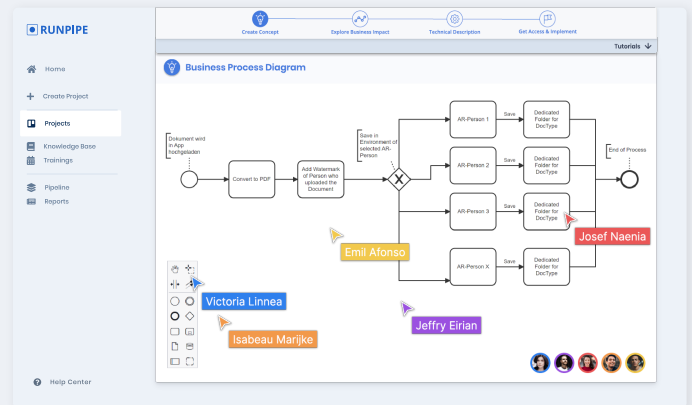 RUNPIPE
Home
Create Project
Projects
Knowledge Base
Trainings
Pipeline
Reports
Help Center
Create Concept
Explore Business Impact
Technical Description
Get Access & Implement
Tutorials
Business Process Diagram
Dokument wird
in App
hochgeladen
Convert to PDF
Add Watermark
of Person who
uploaded the
Document
Save in
Environment of
selected AR-
Person
X
AR-Person 1
Save
Dedicated
Folder for
DocType
AR-Person 2
Save
Dedicated
Folder for
DocType
AR-Person 3
Save
Dedicated
Folder for
DocType
AR-Person X
Save
Dedicated
Folder for
DocType
End of Process
Josef Naenia
Emil Afonso
Victoria Linnea
Jeffry Eirian
Isabeau Marijke